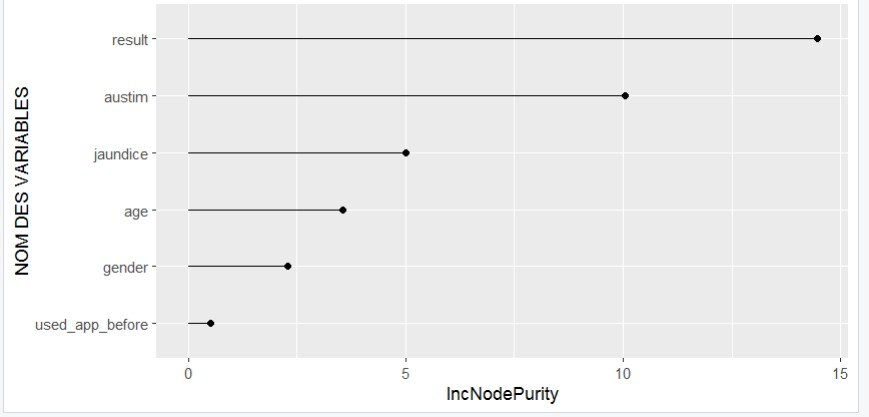 NOM DES VARIABLES
result
austim
jaundice
age
gender
used_app_before
0 5 10 15
IncNodePurity